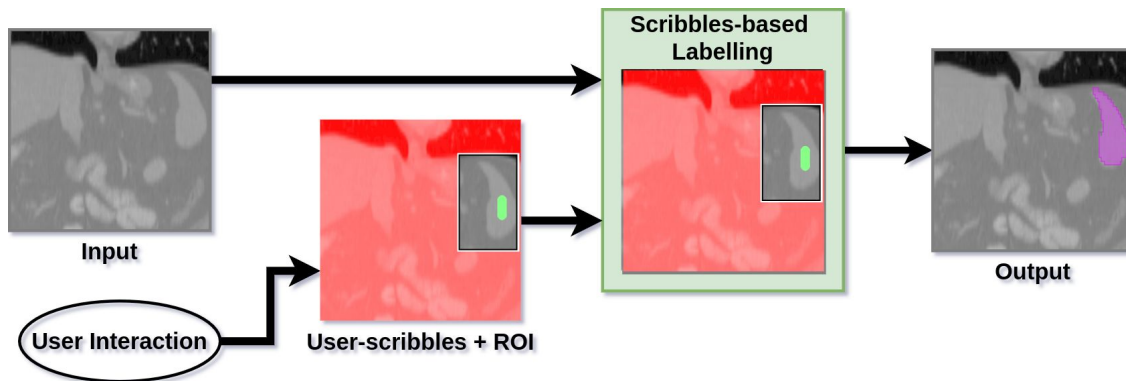 Scribbles-based
Labelling
Input
User Interaction
User-scribbles + ROI
Output